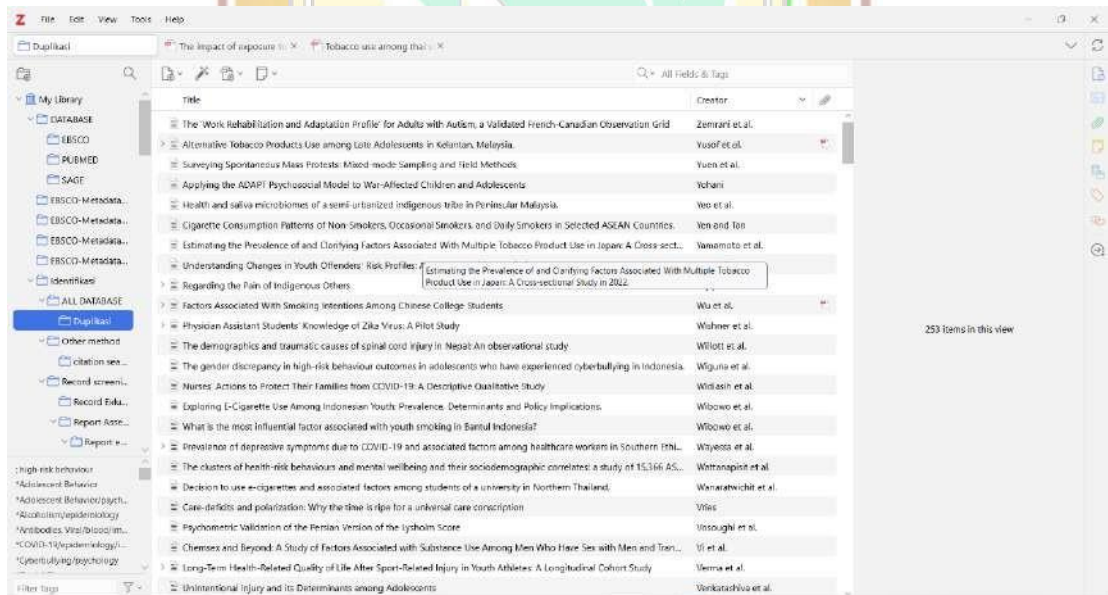 File Edit View Tools Help
Duplikasi
The impact of exposure
Tobacco use among thai
All Fields & Tags
My Library
DATABASE
EBSCO
PUBMED
SAGE
EBSCO-Metadata...
EBSCO-Metadata...
EBSCO-Metadata...
EBSCO-Metadata...
Identifikasi
ALL DATABASE
Duplikasi
Other method
citation sea...
Record screeni...
Record Exlu...
Report Asse...
Report e...
: high-risk behaviour
*Adolescent Behavior
*Adolescent Behavior/psych...
*Alcoholism/epidemiology
*Antibodies, Viral/blood/im...
*COVID-19/epidemiology/...
*Cyberbullying/psychology
Filter Tags
Title Creator
The 'Work Rehabilitation and Adaptation Profile' for Adults with Autism, a Validated French-Canadian Observation Grid Zemrani et al.
Alternative Tobacco Products Use among Late Adolescents in Kelantan, Malaysia. Yusof et al.
Surveying Spontaneous Mass Protests: Mixed-mode Sampling and Field Methods Yuen et al.
Applying the ADAPT Psychosocial Model to War-Affected Children and Adolescents Yohani
Health and saliva microbiomes of a semi-urbanized indigenous tribe in Peninsular Malaysia. Yeo et al.
Cigarette Consumption Patterns of Non-Smokers, Occasional Smokers, and Daily Smokers in Selected ASEAN Countries. Yen and Tan
Estimating the Prevalence of and Clarifying Factors Associated With Multiple Tobacco Product Use in Japan: A Cross-sect... Yamamoto et al.
Understanding Changes in Youth Offenders' Risk Profiles:
Estimating the Prevalence of and Clarifying Factors Associated With Multiple Tobacco
Product Use in Japan: A Cross-sectional Study in 2022.
Regarding the Pain of Indigenous Others.
Factors Associated With Smoking Intentions Among Chinese College Students Wu et al.
Physician Assistant Students' Knowledge of Zika Virus: A Pilot Study Wishner et al.
The demographics and traumatic causes of spinal cord injury in Nepal: An observational study Willott et al.
The gender discrepancy in high-risk behaviour outcomes in adolescents who have experienced cyberbullying in Indonesia. Wiguna et al.
Nurses' Actions to Protect Their Families from COVID-19: A Descriptive Qualitative Study Widiasih et al.
Exploring E-Cigarette Use Among Indonesian Youth: Prevalence, Determinants and Policy Implications. Wibowo et al.
What is the most influential factor associated with youth smoking in Bantul Indonesia? Wibowo et al.
Prevalence of depressive symptoms due to COVID-19 and associated factors among healthcare workers in Southern Ethi... Wayessa et al.
The clusters of health-risk behaviours and mental wellbeing and their sociodemographic correlates: a study of 15,366 AS... Wattanapisit et al.
Decision to use e-cigarettes and associated factors among students of a university in Northern Thailand. Wanaratwichit et al.
Care-deficits and polarization: Why the time is ripe for a universal care conscription Vries
Psychometric Validation of the Persian Version of the Lysholm Score Vosoughi et al.
Chemsex and Beyond: A Study of Factors Associated with Substance Use Among Men Who Have Sex with Men and Tran... Vi et al.
Long-Term Health-Related Quality of Life After Sport-Related Injury in Youth Athletes: A Longitudinal Cohort Study Verma et al.
Unintentional Injury and its Determinants among Adolescents Venkatashiva et al.
253 items in this view